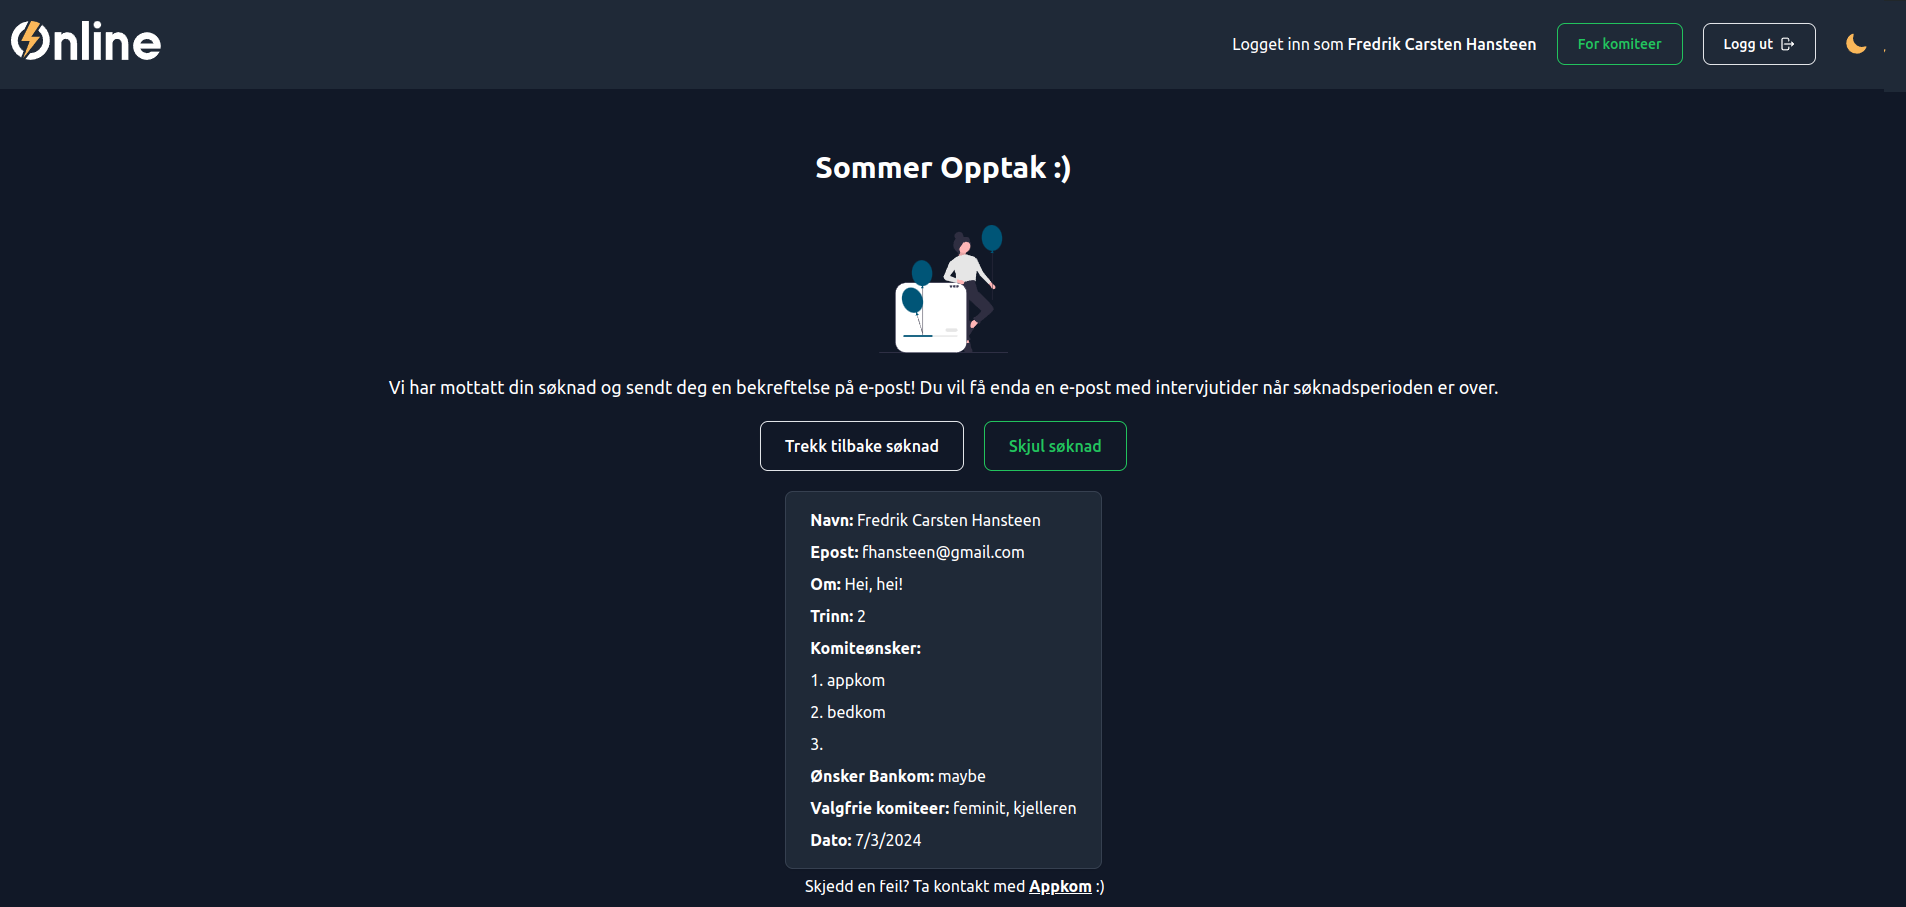 Online
Logget inn som Fredrik Carsten Hansteen
For komiteer
Logg ut
Sommer Opptak :)
Vi har mottatt din søknad og sendt deg en bekreftelse på e-post! Du vil få enda en e-post med intervjutider når søknadsperioden er over.
Trekk tilbake søknad
Skjul søknad
Navn: Fredrik Carsten Hansteen
Epost: fhansteen@gmail.com
Om: Hei, hei!
Trinn: 2
Komiteønsker:
1. appkom
2. bedkom
3.
Ønsker Bankom: maybe
Valgfrie komiteer: feminit, kjelleren
Dato: 7/3/2024
Skjedd en feil? Ta kontakt med Appkom :)